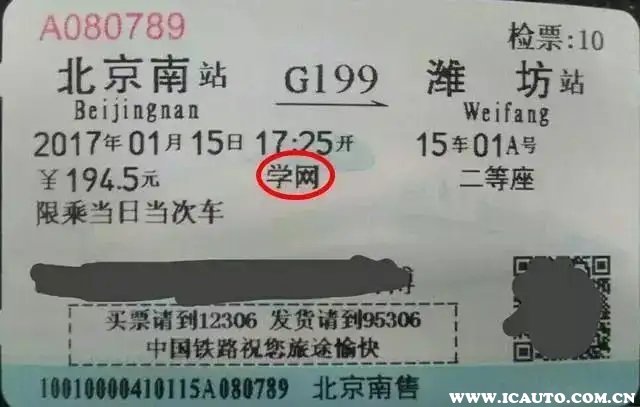 A080789 检票:10
北京南站 G199 潍坊站
Beijingnan Weifang
2017年01月15日 17:25开 15车01A号
￥194.5元 学网 二等座
限乘当日当次车
买票请到12306 发货请到95306
中国铁路祝您旅途愉快
10010000410115A080789 北京南售
www.icauto.com.cn